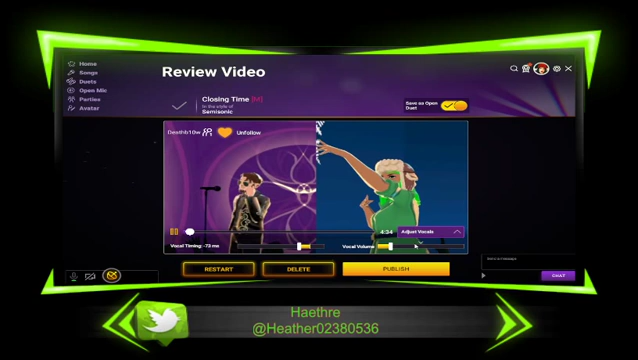 Home
Songs
Duets
Open Mic
Parties
Avatar
Review Video
Closing Time [M]
In the style of
Semisonic
Save as Open
Duet
Deathb10w
Unfollow
4:34
Adjust Vocals
Vocal Timing: -73 ms
Vocal Volume
RESTART
DELETE
PUBLISH
CHAT
Haethre
@Heather02380536